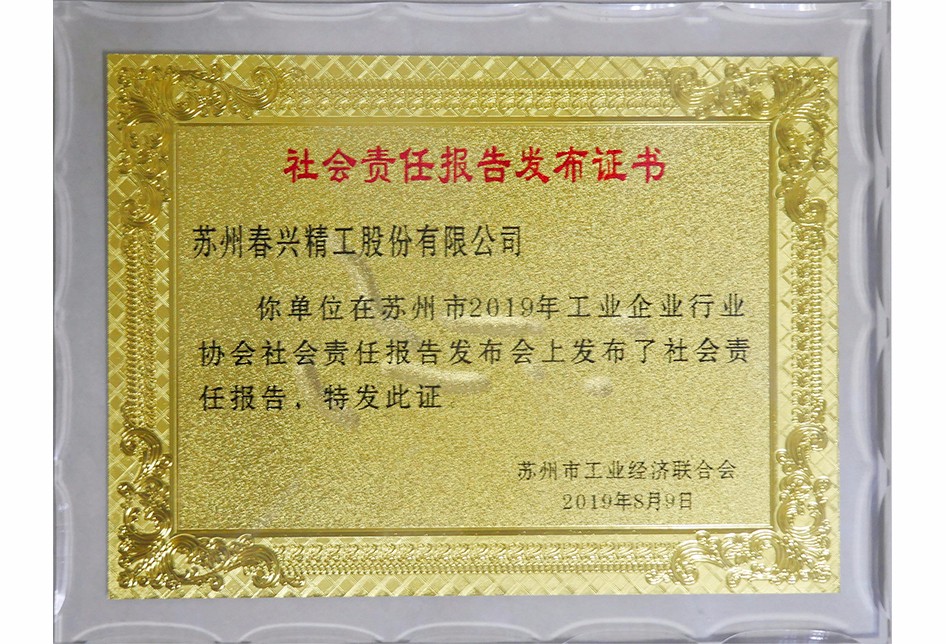 社会责任报告发布证书
苏州春兴精工股份有限公司
你单位在苏州市2019年工业企业行业
协会社会责任报告发布会上发布了社会责
任报告，特发此证
苏州市工业经济联合会
2019年8月9日